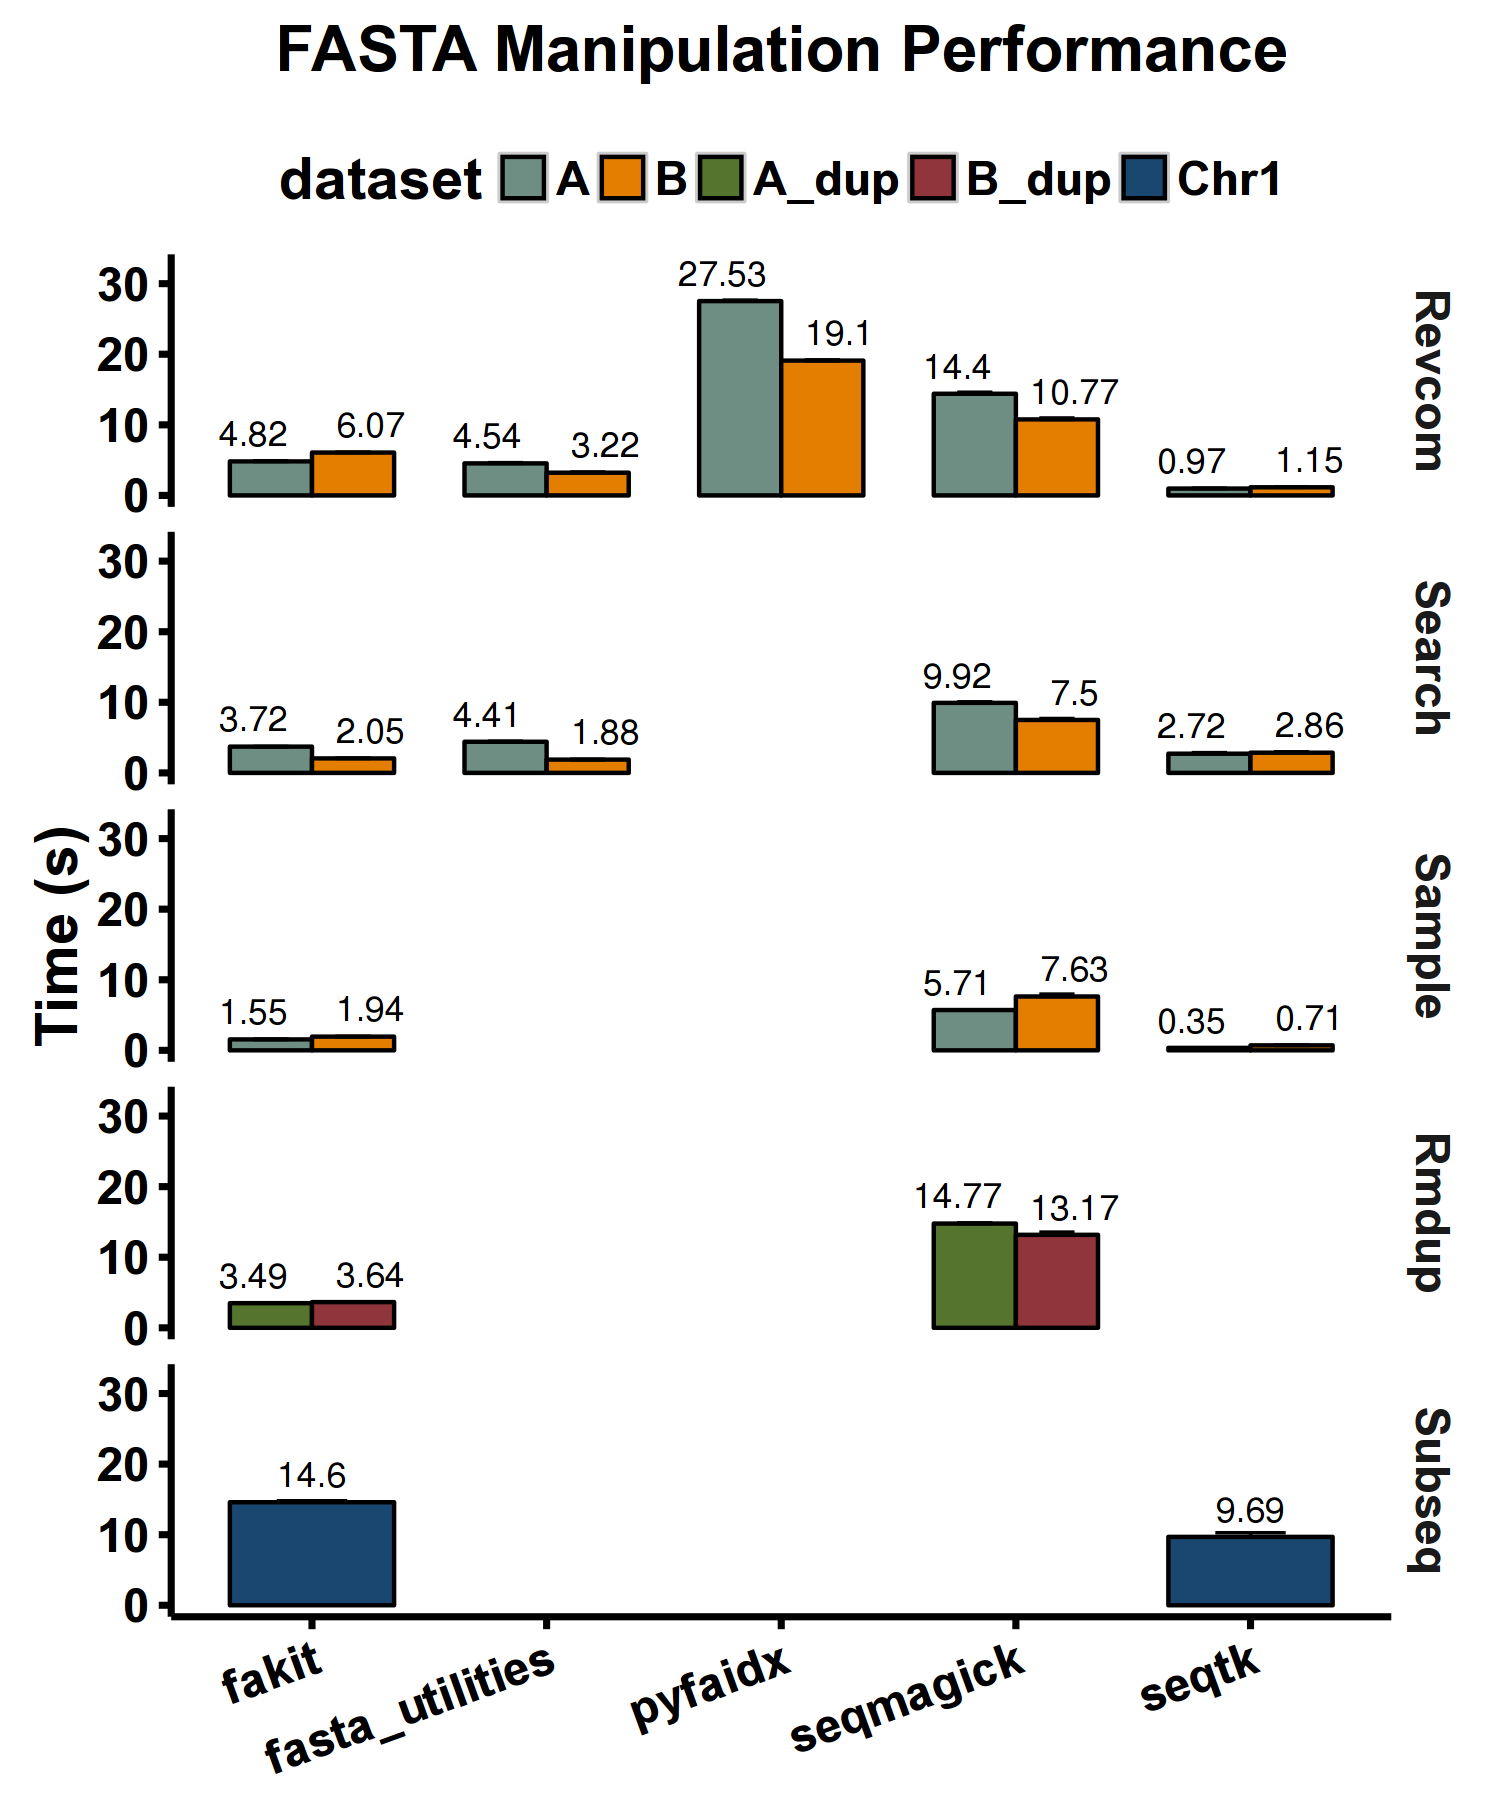 FASTA Manipulation Performance
dataset A B A_dup B_dup Chr1
Time (s)
Revcom
30
20
10
0
4.82 6.07 4.54 3.22 27.53 19.1 14.4 10.77 0.97 1.15
Search
30
20
10
0
3.72 2.05 4.41 1.88 9.92 7.5 2.72 2.86
Sample
30
20
10
0
1.55 1.94 5.71 7.63 0.35 0.71
Rmdup
30
20
10
0
3.49 3.64 14.77 13.17
Subseq
30
20
10
0
14.6 9.69
fakit fasta_utilities pyfaidx seqmagick seqtk